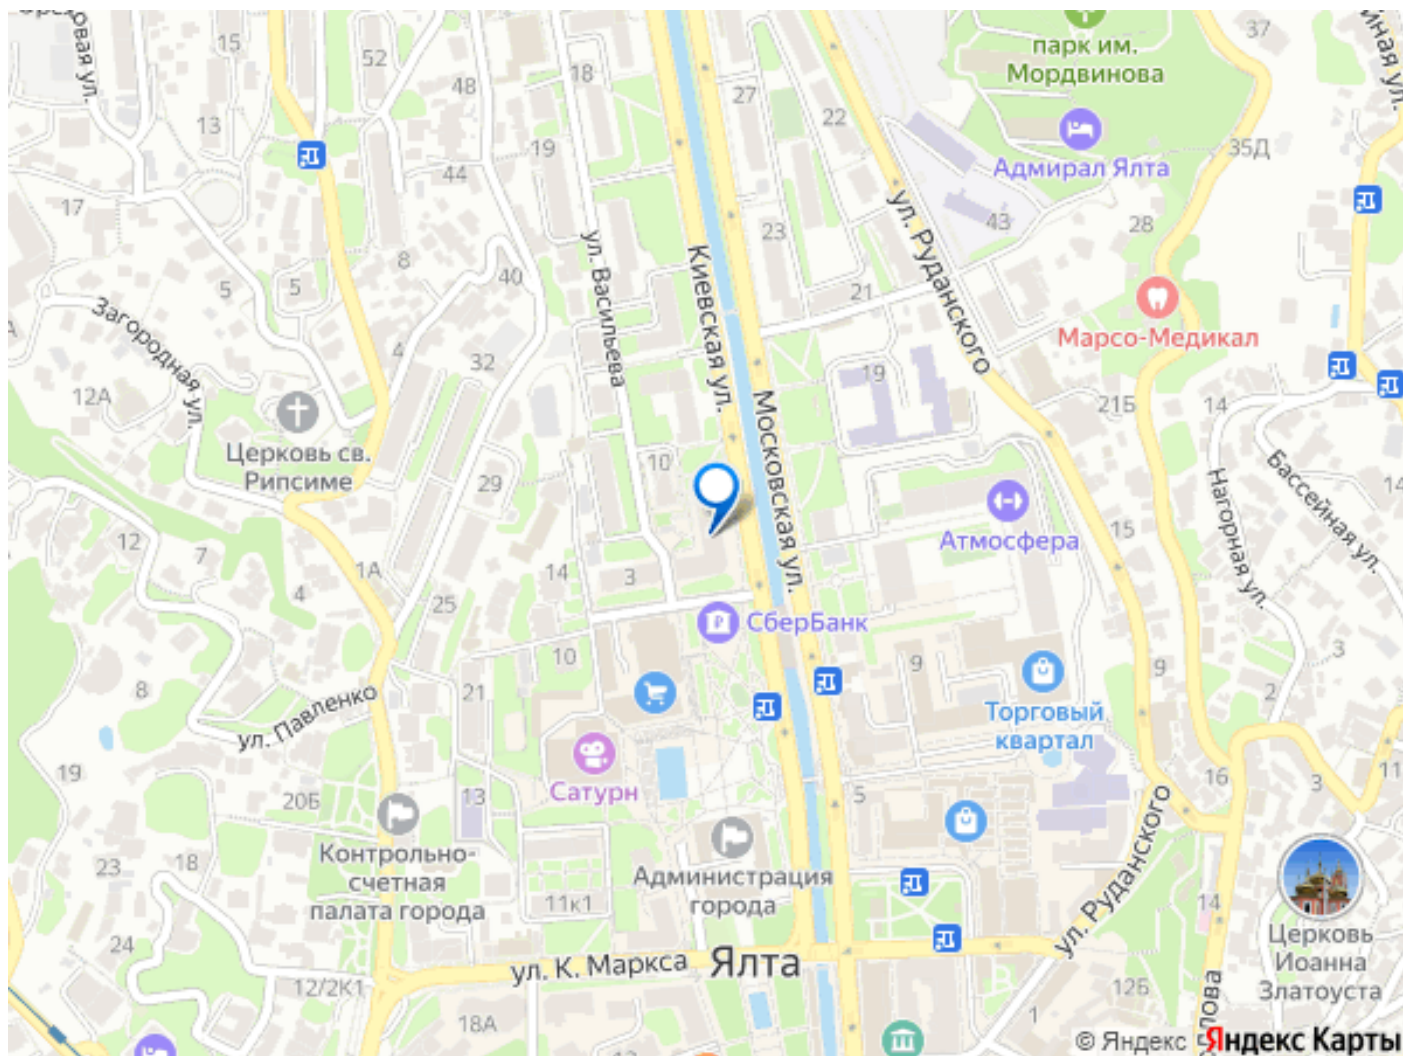 Ореховая ул.
15
52
48
18
27
22
37
парк им.
Мордвинова
13
19
44
Адмирал Ялта
35Д
17
43
28
ул. Руданского
23
8
5
5
40
ул. Васильева
Киевская ул.
21
Загородная ул.
4
32
Марсо-Медикал
12А
19
21Б
14
Церковь св.
Рипсиме
10
29
Московская ул.
Нагорная ул.
Бассейная ул.
14
12
7
1А
14
3
Атмосфера
15
4
25
СберБанк
10
9
9
3
8
21
2
ул. Павленко
Торговый
квартал
19
Сатурн
16
3
11
20Б
13
5
23
18
Контрольно-
счетная
палата города
11к1
Администрация
города
ул. Руданского
14
24
Церковь
Иоанна
Златоуста
ул. К. Маркса
Ялта
12/2К1
12Б
18А
1
© Яндекс
Яндекс Карты